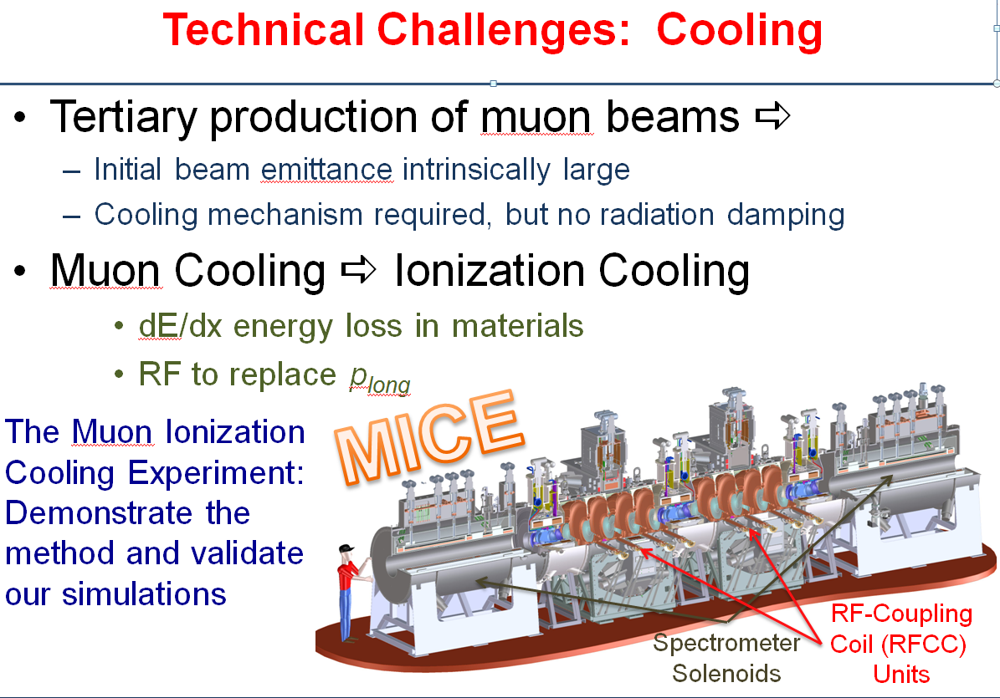 Technical Challenges: Cooling
• Tertiary production of muon beams ⇨
– Initial beam emittance intrinsically large
– Cooling mechanism required, but no radiation damping
• Muon Cooling ⇨ Ionization Cooling
• dE/dx energy loss in materials
• RF to replace plong
MICE
The Muon Ionization
Cooling Experiment:
Demonstrate the
method and validate
our simulations
Spectrometer
Solenoids
RF-Coupling
Coil (RFCC)
Units